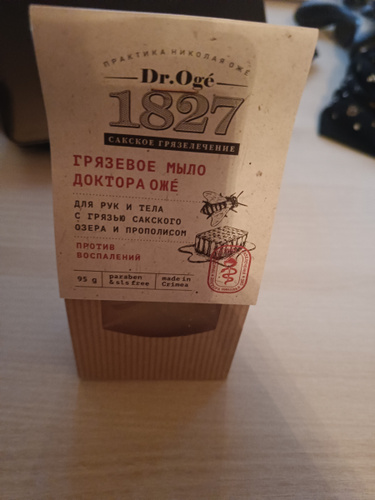 ПРАКТИКА НИКОЛАЯ ОЖЕ
Dr.Ogé
1827
САКСКОЕ ГРЯЗЕЛЕЧЕНИЕ
ГРЯЗЕВОЕ МЫЛО
ДОКТОРА ОЖÉ
ДЛЯ РУК И ТЕЛА
С ГРЯЗЬЮ САКСКОГО
ОЗЕРА И ПРОПОЛИСОМ
ПРОТИВ
ВОСПАЛЕНИЙ
95 g
paraben
& sls free
made in
Crimea